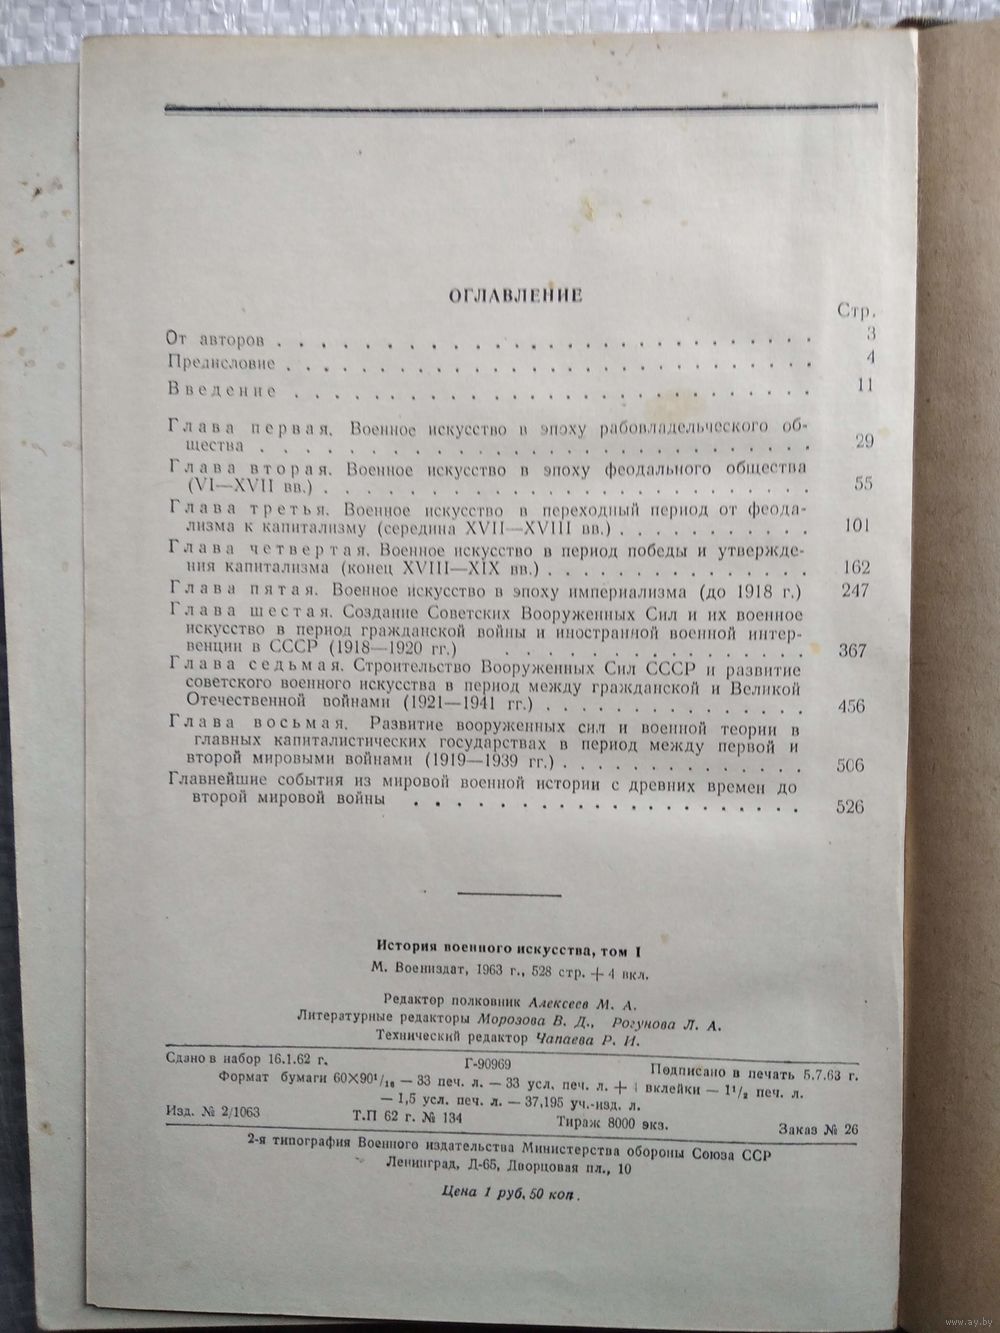 ОГЛАВЛЕНИЕ
Стр.
От авторов . . . . . . . . . . . . . . . . . . . . . . . . . . . 3
Предисловие . . . . . . . . . . . . . . . . . . . . . . . . . . 4
Введение . . . . . . . . . . . . . . . . . . . . . . . . . . 11
Глава первая. Военное искусство в эпоху рабовладельческого об-
щества . . . . . . . . . . . . . . . . . . . . . . . . . . . 29
Глава вторая. Военное искусство в эпоху феодального общества
(VI—XVII вв.) . . . . . . . . . . . . . . . . . . . . . . . . 55
Глава третья. Военное искусство в переходный период от феода-
лизма к капитализму (середина XVII—XVIII вв.) . . . . . . . . . . 101
Глава четвертая. Военное искусство в период победы и утвержде-
ния капитализма (конец XVIII—XIX вв.) . . . . . . . . . . . . . 162
Глава пятая. Военное искусство в эпоху империализма (до 1918 г.) 247
Глава шестая. Создание Советских Вооруженных Сил и их военное
искусство в период гражданской войны и иностранной военной интер-
венции в СССР (1918—1920 гг.) . . . . . . . . . . . . . . . 367
Глава седьмая. Строительство Вооруженных Сил СССР и развитие
советского военного искусства в период между гражданской и Великой
Отечественной войнами (1921—1941 гг.) . . . . . . . . . . . . . 456
Глава восьмая. Развитие вооруженных сил и военной теории в
главных капиталистических государствах в период между первой и
второй мировыми войнами (1919—1939 гг.) . . . . . . . . . . . . 506
Главнейшие события из мировой военной истории с древних времен до
второй мировой войны . . . . . . . . . . . . . . . . . . 526
История военного искусства, том I
М. Воениздат, 1963 г., 528 стр. + 4 вкл.
Редактор полковник Алексеев М. А.
Литературные редакторы Морозова В. Д., Рогунова Л. А.
Технический редактор Чапаева Р. И.
Сдано в набор 16.1.62 г. Г-90969 Подписано в печать 5.7.63 г.
Формат бумаги 60×90¹/₁₆ — 33 печ. л. — 33 усл. печ. л. + 4 вклейки — 1¹/₂ печ. л.
— 1,5 усл. печ. л. — 37,195 уч.-изд. л.
Изд. № 2/1063 Т.П 62 г. № 134 Тираж 8000 экз. Заказ № 26
2-я типография Военного издательства Министерства обороны Союза ССР
Ленинград, Д-65, Дворцовая пл., 10
Цена 1 руб. 50 коп.
www.ay.by